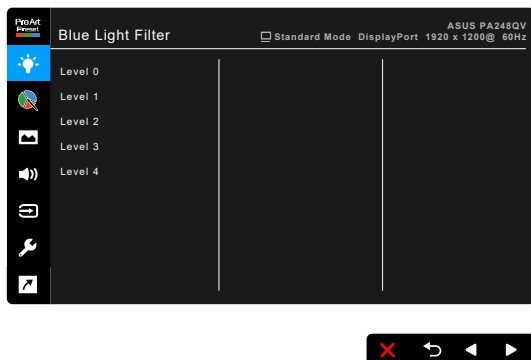 ProArt
Preset
Blue Light Filter
ASUS PA248QV
Standard Mode DisplayPort 1920 x 1200@ 60Hz
Level 0
Level 1
Level 2
Level 3
Level 4